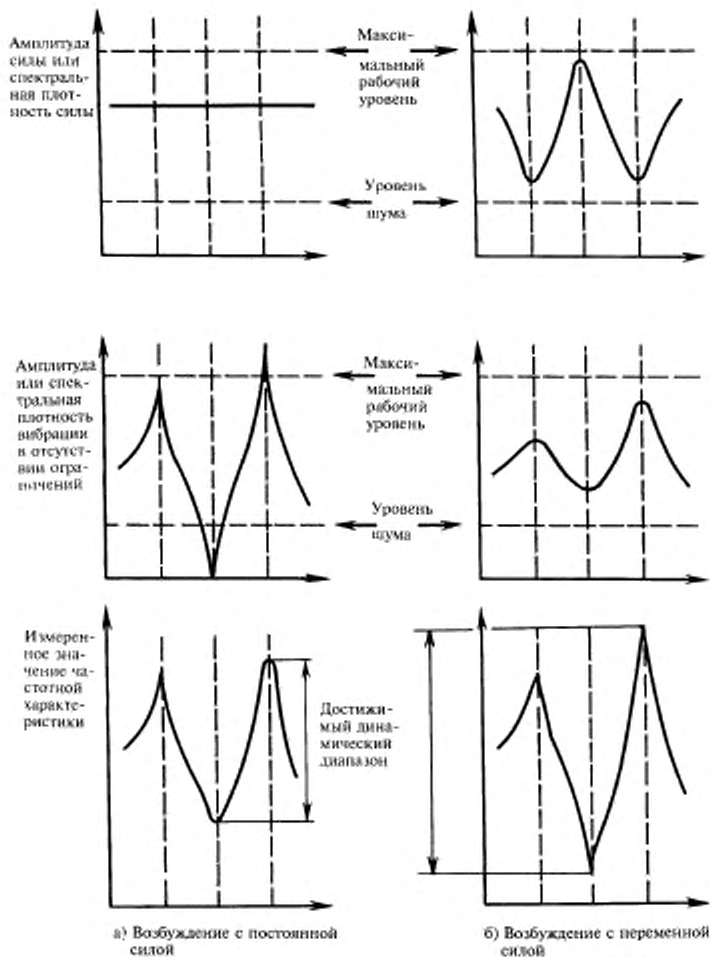 Амплитуда
силы или
спектраль-
ная плот-
ность силы
Макси-
мальный
рабочий
уровень
Уровень
шума
Амплитуда
или спек-
тральная
плотность
вибрации
в отсутст-
вии огра-
ничений
Макси-
мальный
рабочий
уровень
Уровень
шума
Измерен-
ное зна-
чение ча-
стотной
характе-
ристики
Достижи-
мый дина-
мический
диапазон
а) Возбуждение с постоянной
силой
б) Возбуждение с переменной
силой